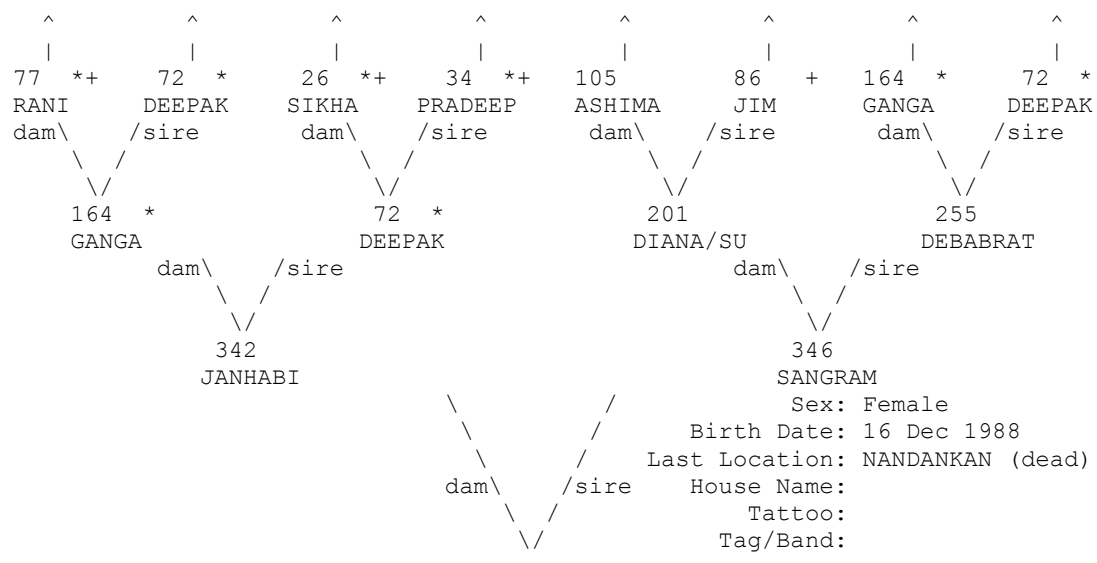 ^ ^ ^ ^ ^ ^ ^ ^
| | | | | | | |
77 *+ 72 * 26 *+ 34 *+ 105 86 + 164 * 72 *
RANI DEEPAK SIKHA PRADEEP ASHIMA JIM GANGA DEEPAK
dam\ /sire dam\ /sire dam\ /sire dam\ /sire
\ / \ / \ / \ /
\/ \/ \/ \/
164 * 72 * 201 255
GANGA DEEPAK DIANA/SU DEBABRAT
dam\ /sire dam\ /sire
\ / \ /
\/ \/
342 346
JANHABI SANGRAM
\ / Sex: Female
\ / Birth Date: 16 Dec 1988
\ / Last Location: NANDANKAN (dead)
dam\ /sire House Name:
\ / Tattoo:
\/ Tag/Band: